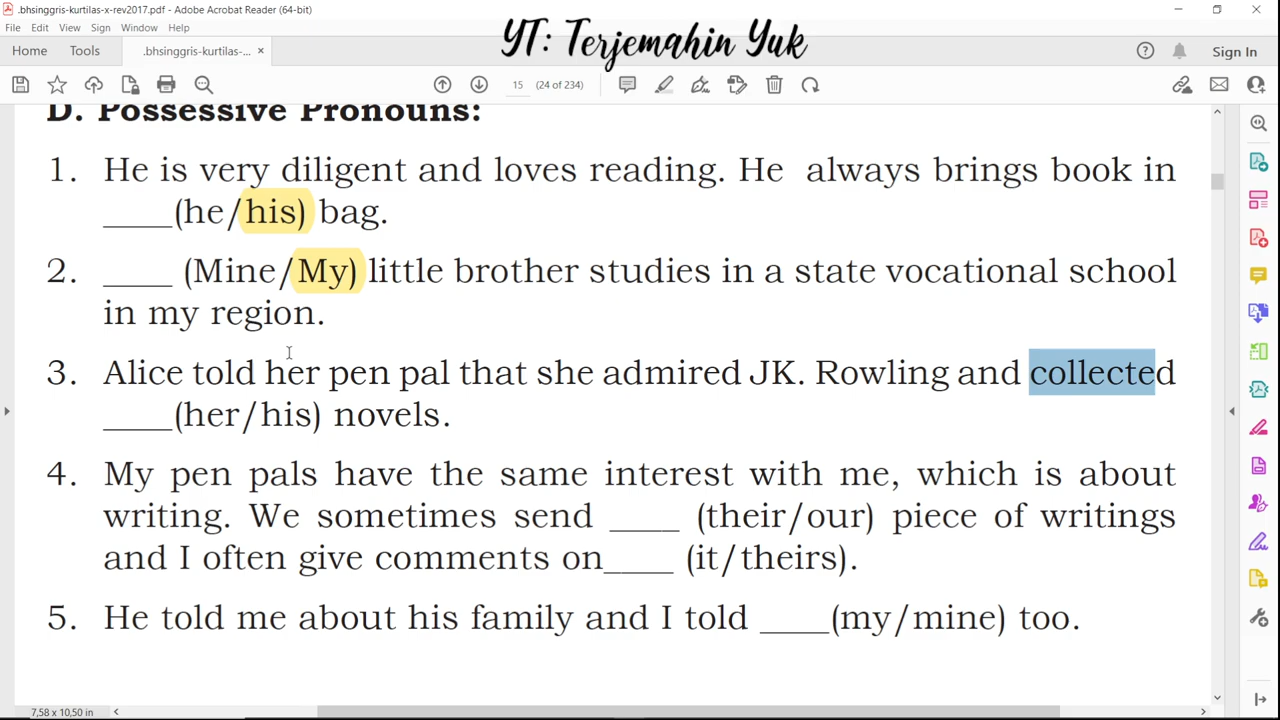 .bhsinggris-kurtilas-x-rev2017.pdf - Adobe Acrobat Reader (64-bit)
File Edit View Sign Window Help
YT: Terjemahin Yuk
Home Tools .bhsinggris-kurtilas-... × Sign In
15 (24 of 234)
D. Possessive Pronouns:
1. He is very diligent and loves reading. He always brings book in
____(he/his) bag.
2. ____ (Mine/My) little brother studies in a state vocational school
in my region.
3. Alice told her pen pal that she admired JK. Rowling and collected
____(her/his) novels.
4. My pen pals have the same interest with me, which is about
writing. We sometimes send ____ (their/our) piece of writings
and I often give comments on____ (it/theirs).
5. He told me about his family and I told ____(my/mine) too.
7,58 x 10,50 in